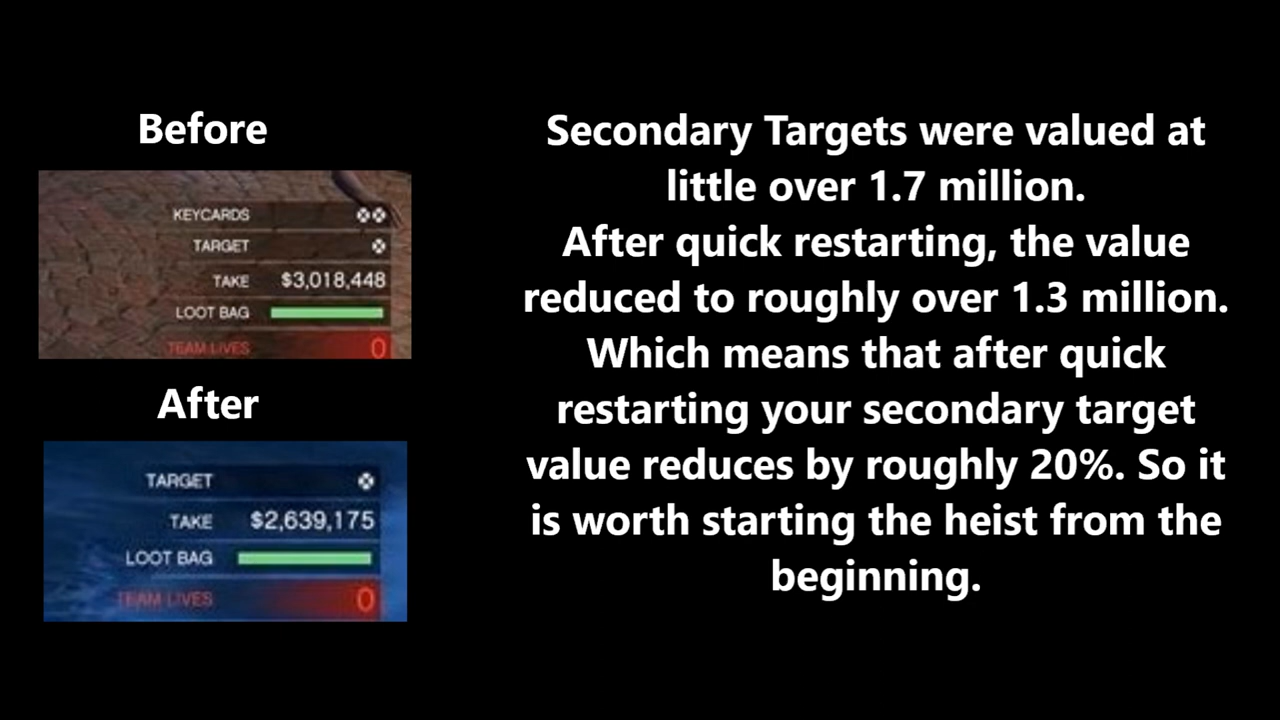 Before
KEYCARDS
TARGET
TAKE $3,018,448
LOOT BAG
TEAM LIVES 0
After
TARGET
TAKE $2,639,175
LOOT BAG
TEAM LIVES 0
Secondary Targets were valued at
little over 1.7 million.
After quick restarting, the value
reduced to roughly over 1.3 million.
Which means that after quick
restarting your secondary target
value reduces by roughly 20%. So it
is worth starting the heist from the
beginning.